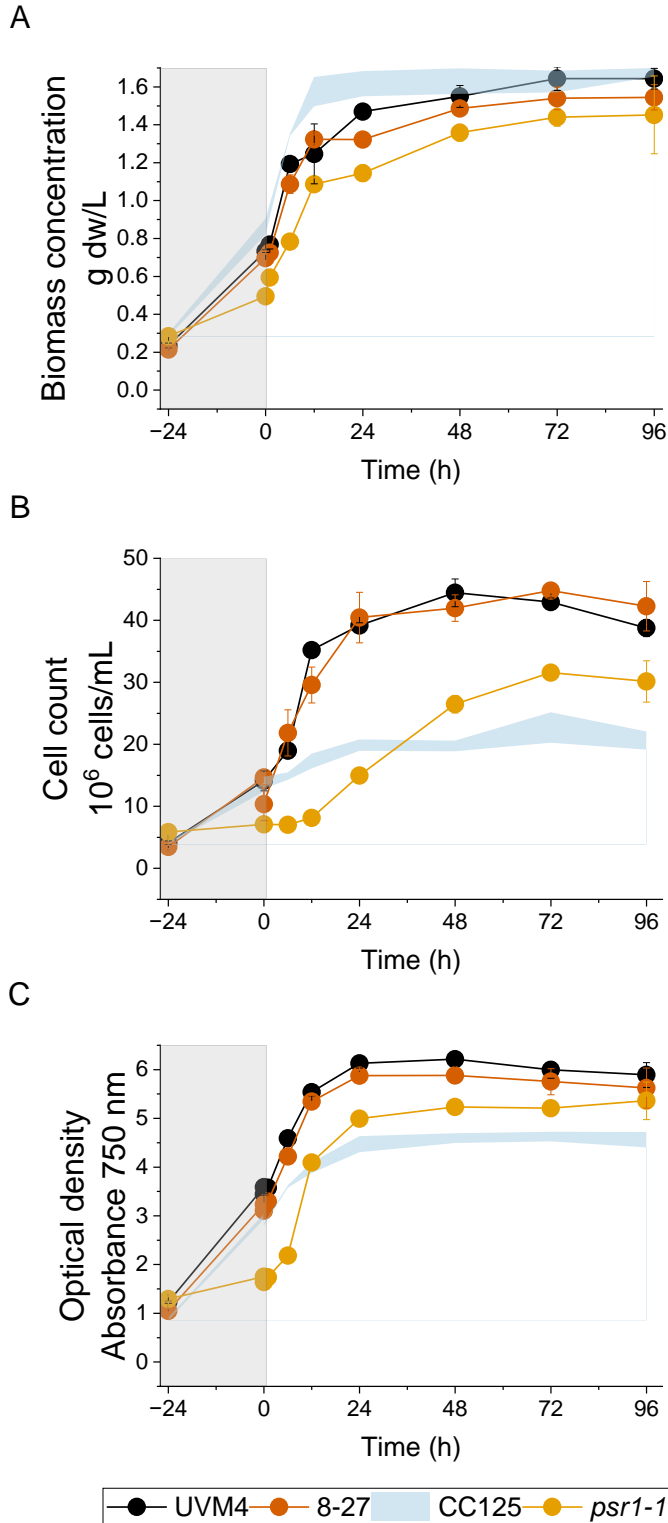 A
Biomass concentration
g dw/L
1.6
1.4
1.2
1.0
0.8
0.6
0.4
0.2
0.0
−24 0 24 48 72 96
Time (h)
B
Cell count
10⁶ cells/mL
50
40
30
20
10
0
−24 0 24 48 72 96
Time (h)
C
Optical density
Absorbance 750 nm
6
5
4
3
2
1
0
−24 0 24 48 72 96
Time (h)
UVM4 8-27 CC125 psr1-1